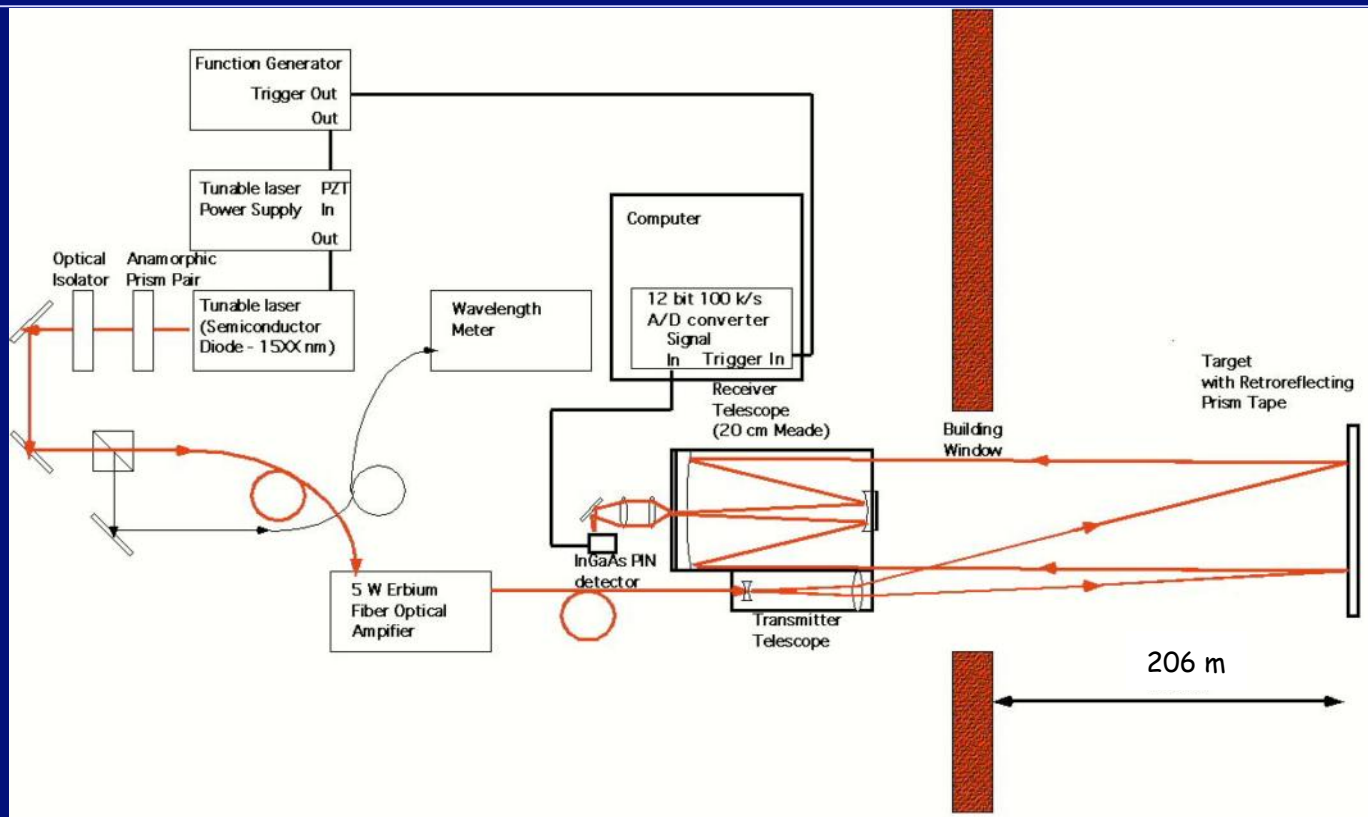 Function Generator
Trigger Out
Out
Tunable laser PZT
Power Supply In
Out
Optical
Isolator
Anamorphic
Prism Pair
Tunable laser
(Semiconductor
Diode - 15XX nm)
Wavelength
Meter
Computer
12 bit 100 k/s
A/D converter
Signal
In Trigger In
Receiver
Telescope
(20 cm Meade)
Building
Window
Target
with Retroreflecting
Prism Tape
InGaAs PIN
detector
5 W Erbium
Fiber Optical
Ampifier
Transmitter
Telescope
206 m